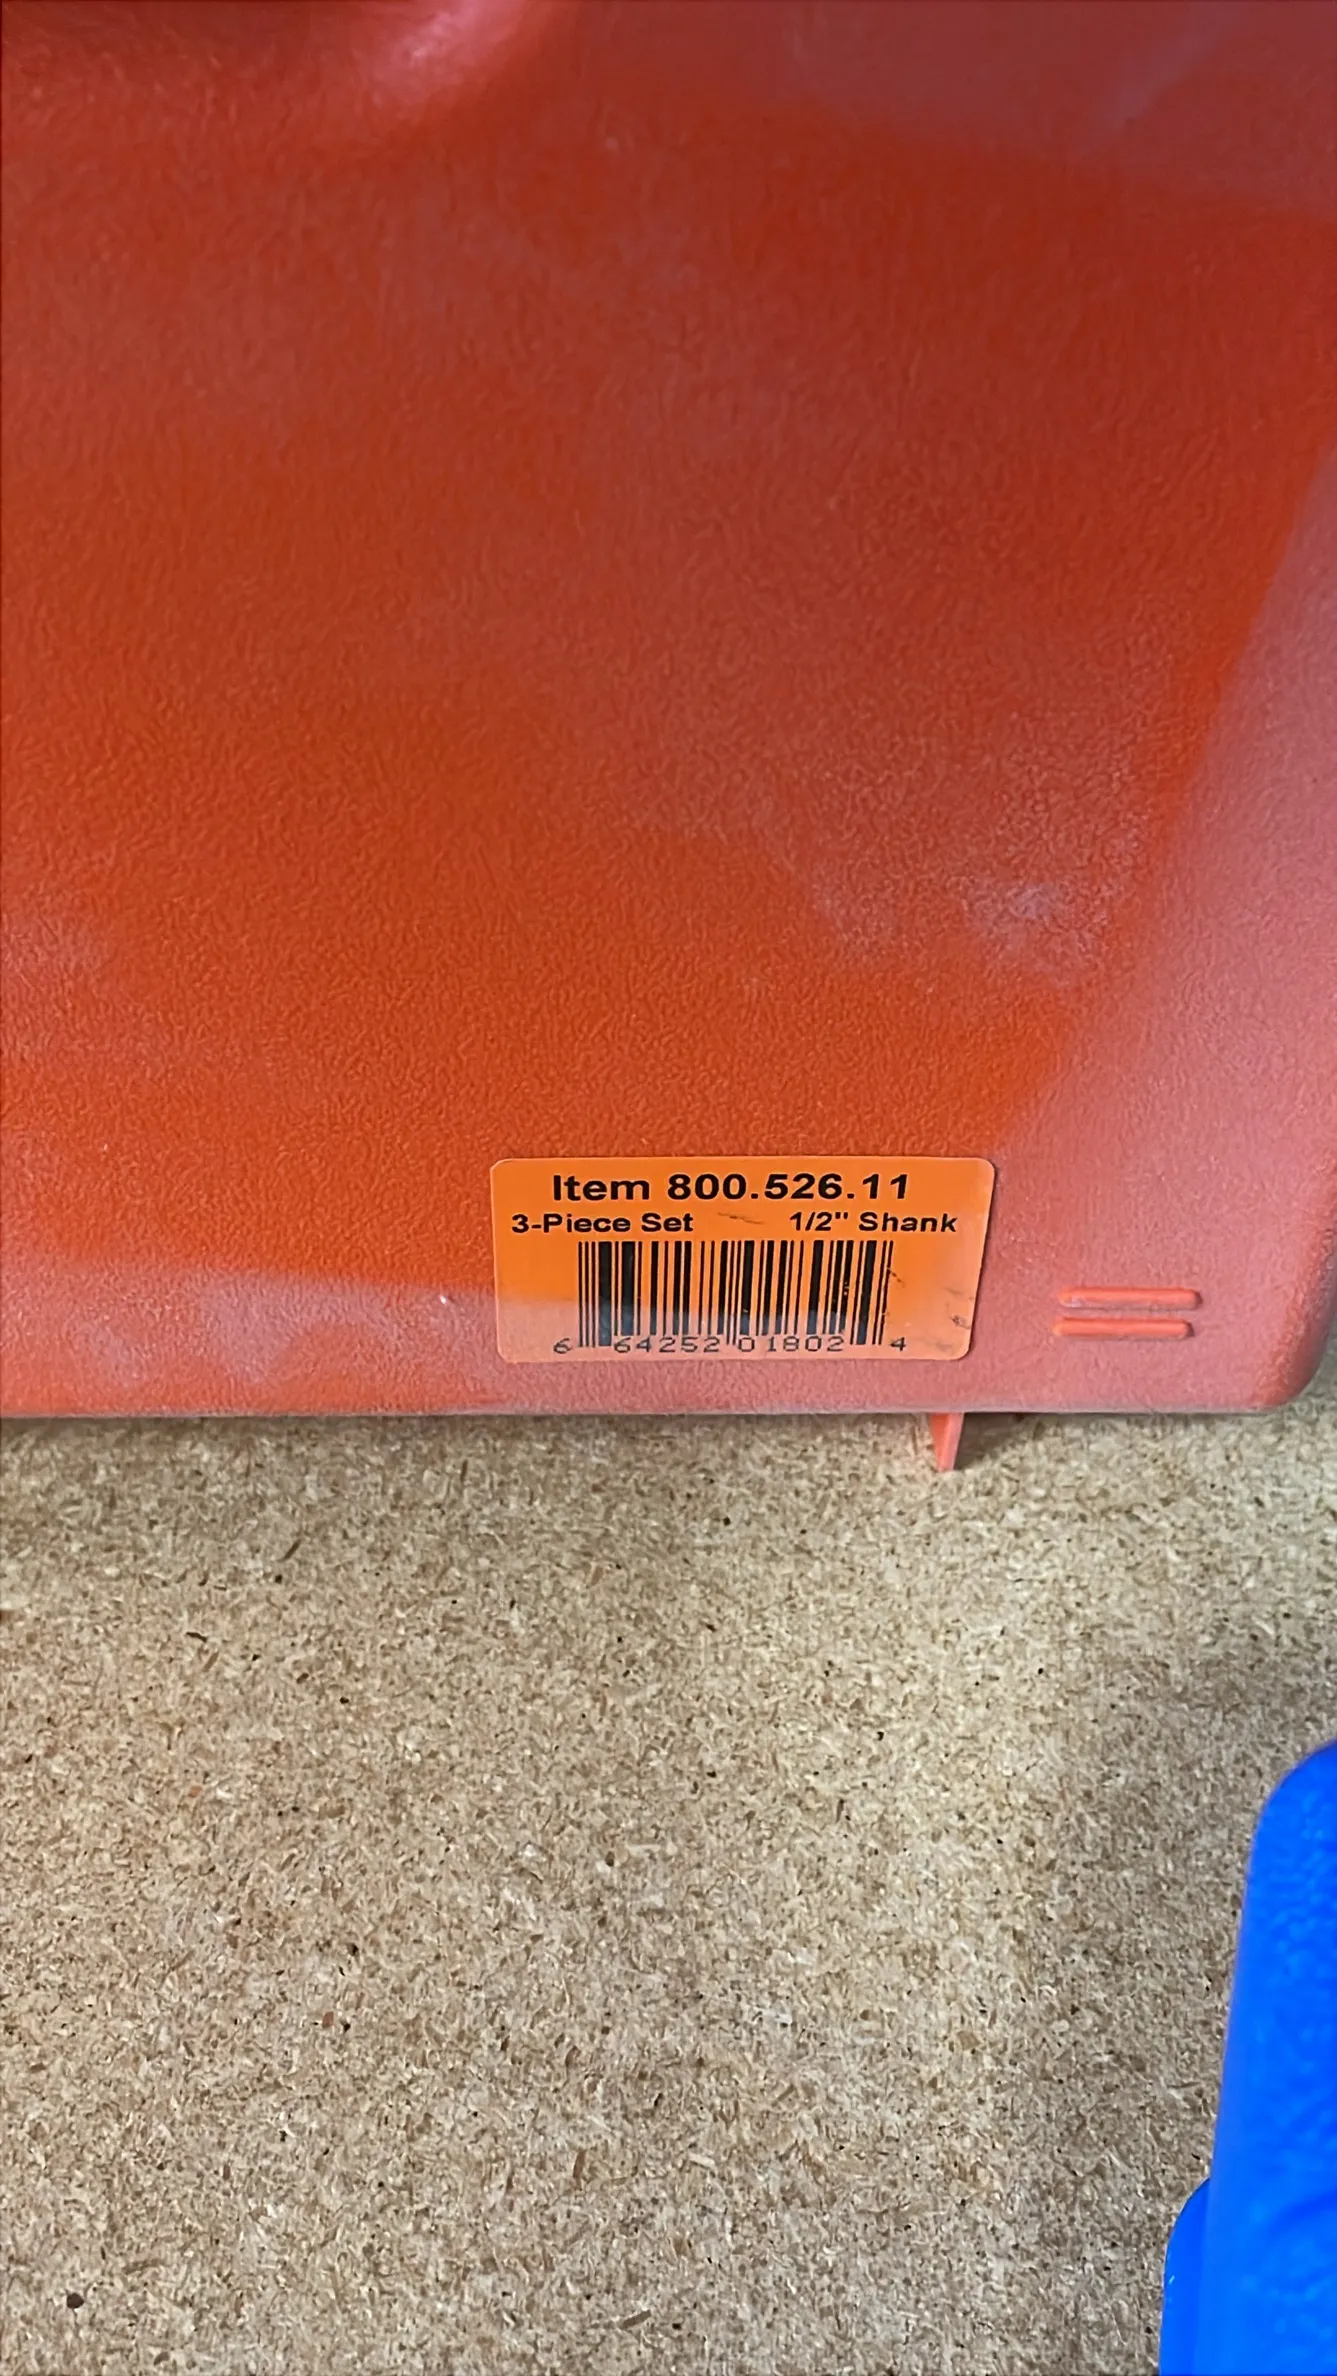 Item 800.526.11
3-Piece Set 1/2" Shank
6 64252 01802 4